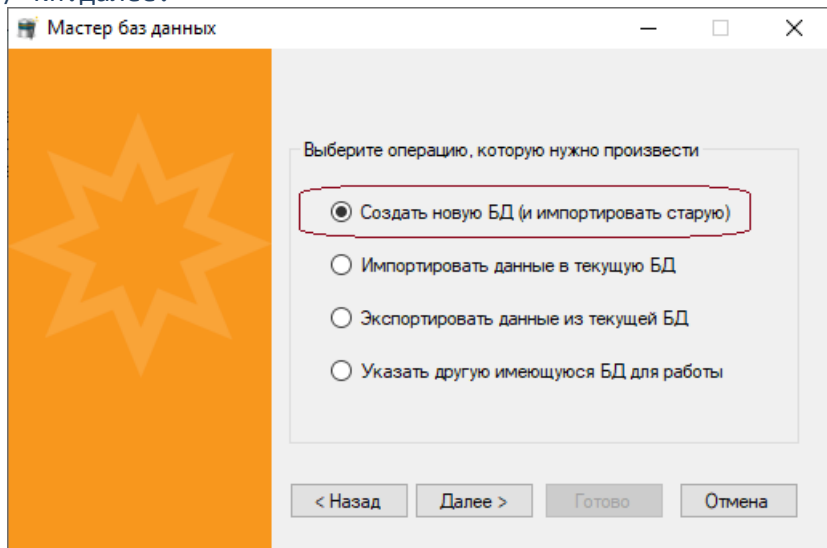 далее.
Мастер баз данных
Выберите операцию, которую нужно произвести
Создать новую БД (и импортировать старую)
Импортировать данные в текущую БД
Экспортировать данные из текущей БД
Указать другую имеющуюся БД для работы
< Назад
Далее >
Готово
Отмена